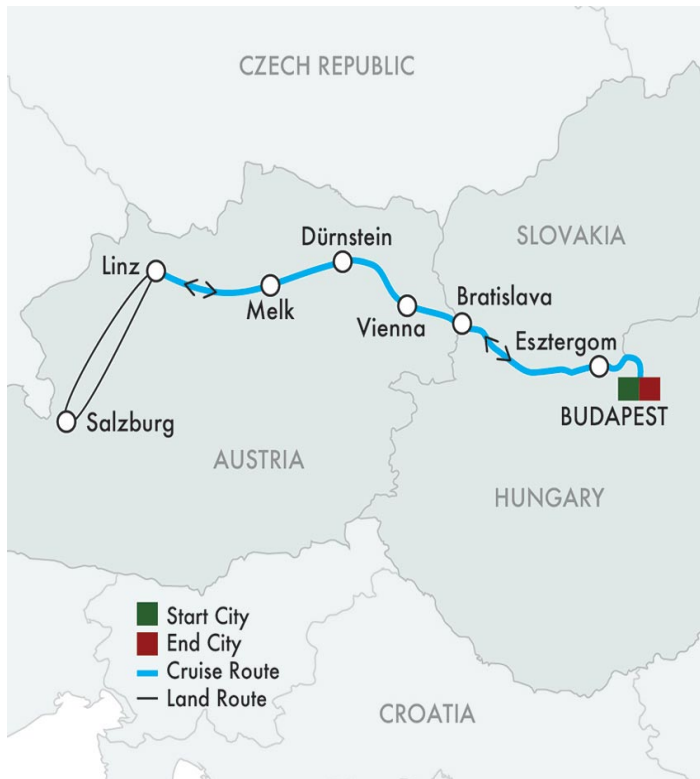 CZECH REPUBLIC
Dürnstein
SLOVAKIA
Linz
Melk
Bratislava
Vienna
Esztergom
BUDAPEST
Salzburg
AUSTRIA
HUNGARY
Start City
End City
Cruise Route
Land Route
CROATIA